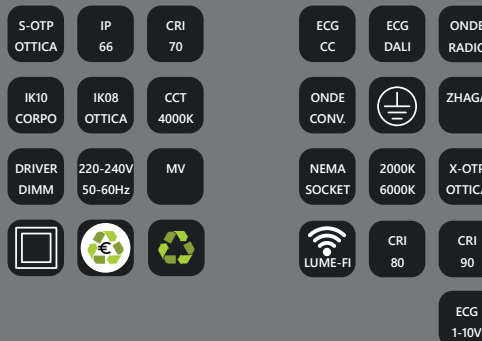 S-OTP
OTTICA
IP
66
CRI
70
IK10
CORPO
IK08
OTTICA
CCT
4000K
DRIVER
DIMM
220-240V
50-60Hz
MV
€
ECG
CC
ECG
DALI
ONDE
RADIO
ONDE
CONV.
ZHAGA
NEMA
SOCKET
2000K
6000K
X-OTP
OTTICA
LUME-FI
CRI
80
CRI
90
ECG
1-10V